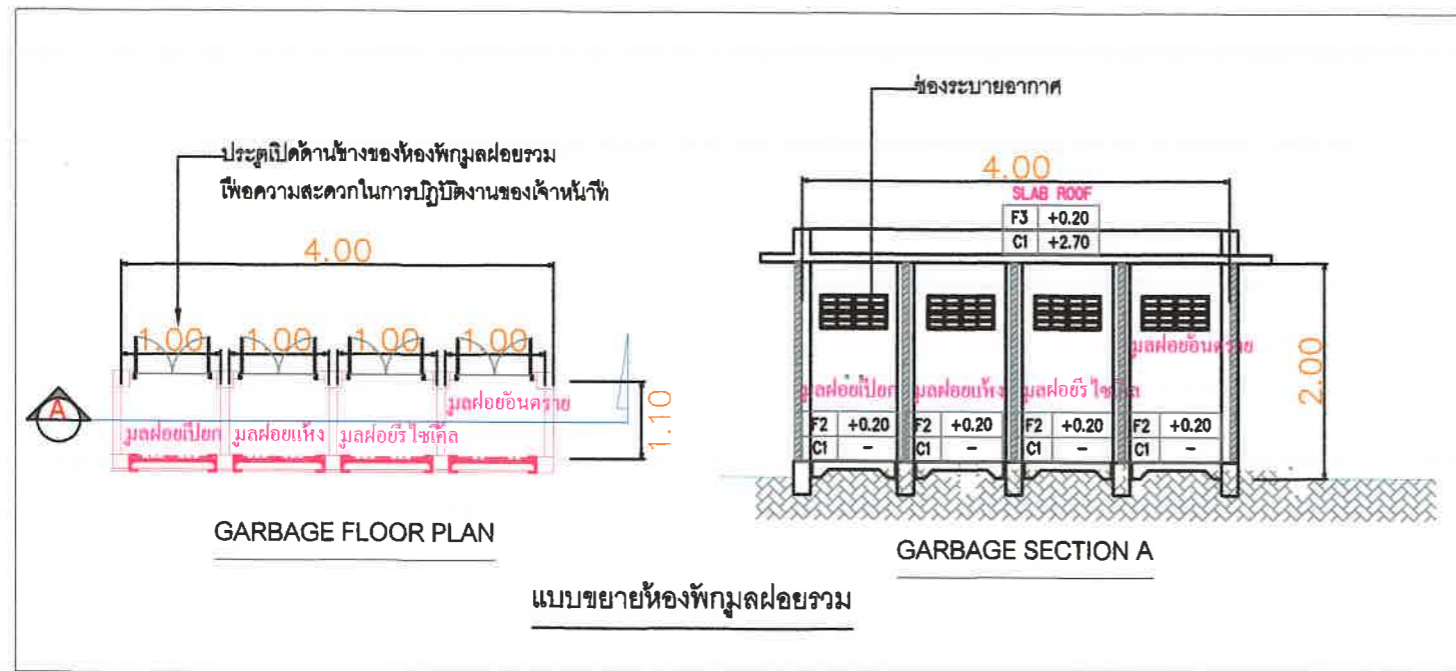 ประตูเปิดด้านข้างของห้องพักมูลฝอยรวม
เพื่อความสะดวกในการปฏิบัติงานของเจ้าหน้าที่
4.00
1.00 1.00 1.00 1.00
A
มูลฝอยเปียก มูลฝอยแห้ง มูลฝอยรีไซเคิล มูลฝอยอันตราย
1.10
GARBAGE FLOOR PLAN
ช่องระบายอากาศ
4.00
SLAB ROOF
F3 +0.20
C1 +2.70
มูลฝอยเปียก มูลฝอยแห้ง มูลฝอยรีไซเคิล มูลฝอยอันตราย
F2 +0.20 F2 +0.20 F2 +0.20 F2 +0.20
C1 - C1 - C1 - C1 -
2.00
GARBAGE SECTION A
แบบขยายห้องพักมูลฝอยรวม